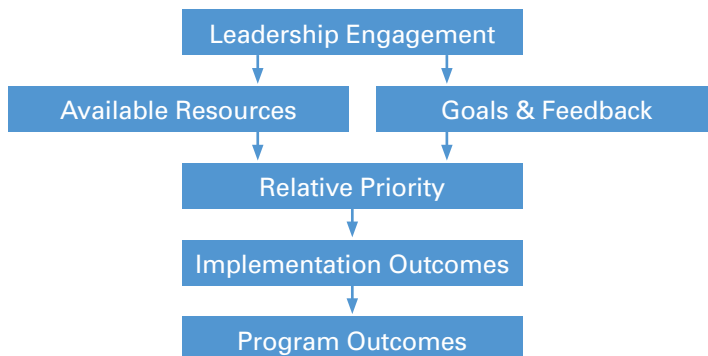 Leadership Engagement
Available Resources
Goals & Feedback
Relative Priority
Implementation Outcomes
Program Outcomes